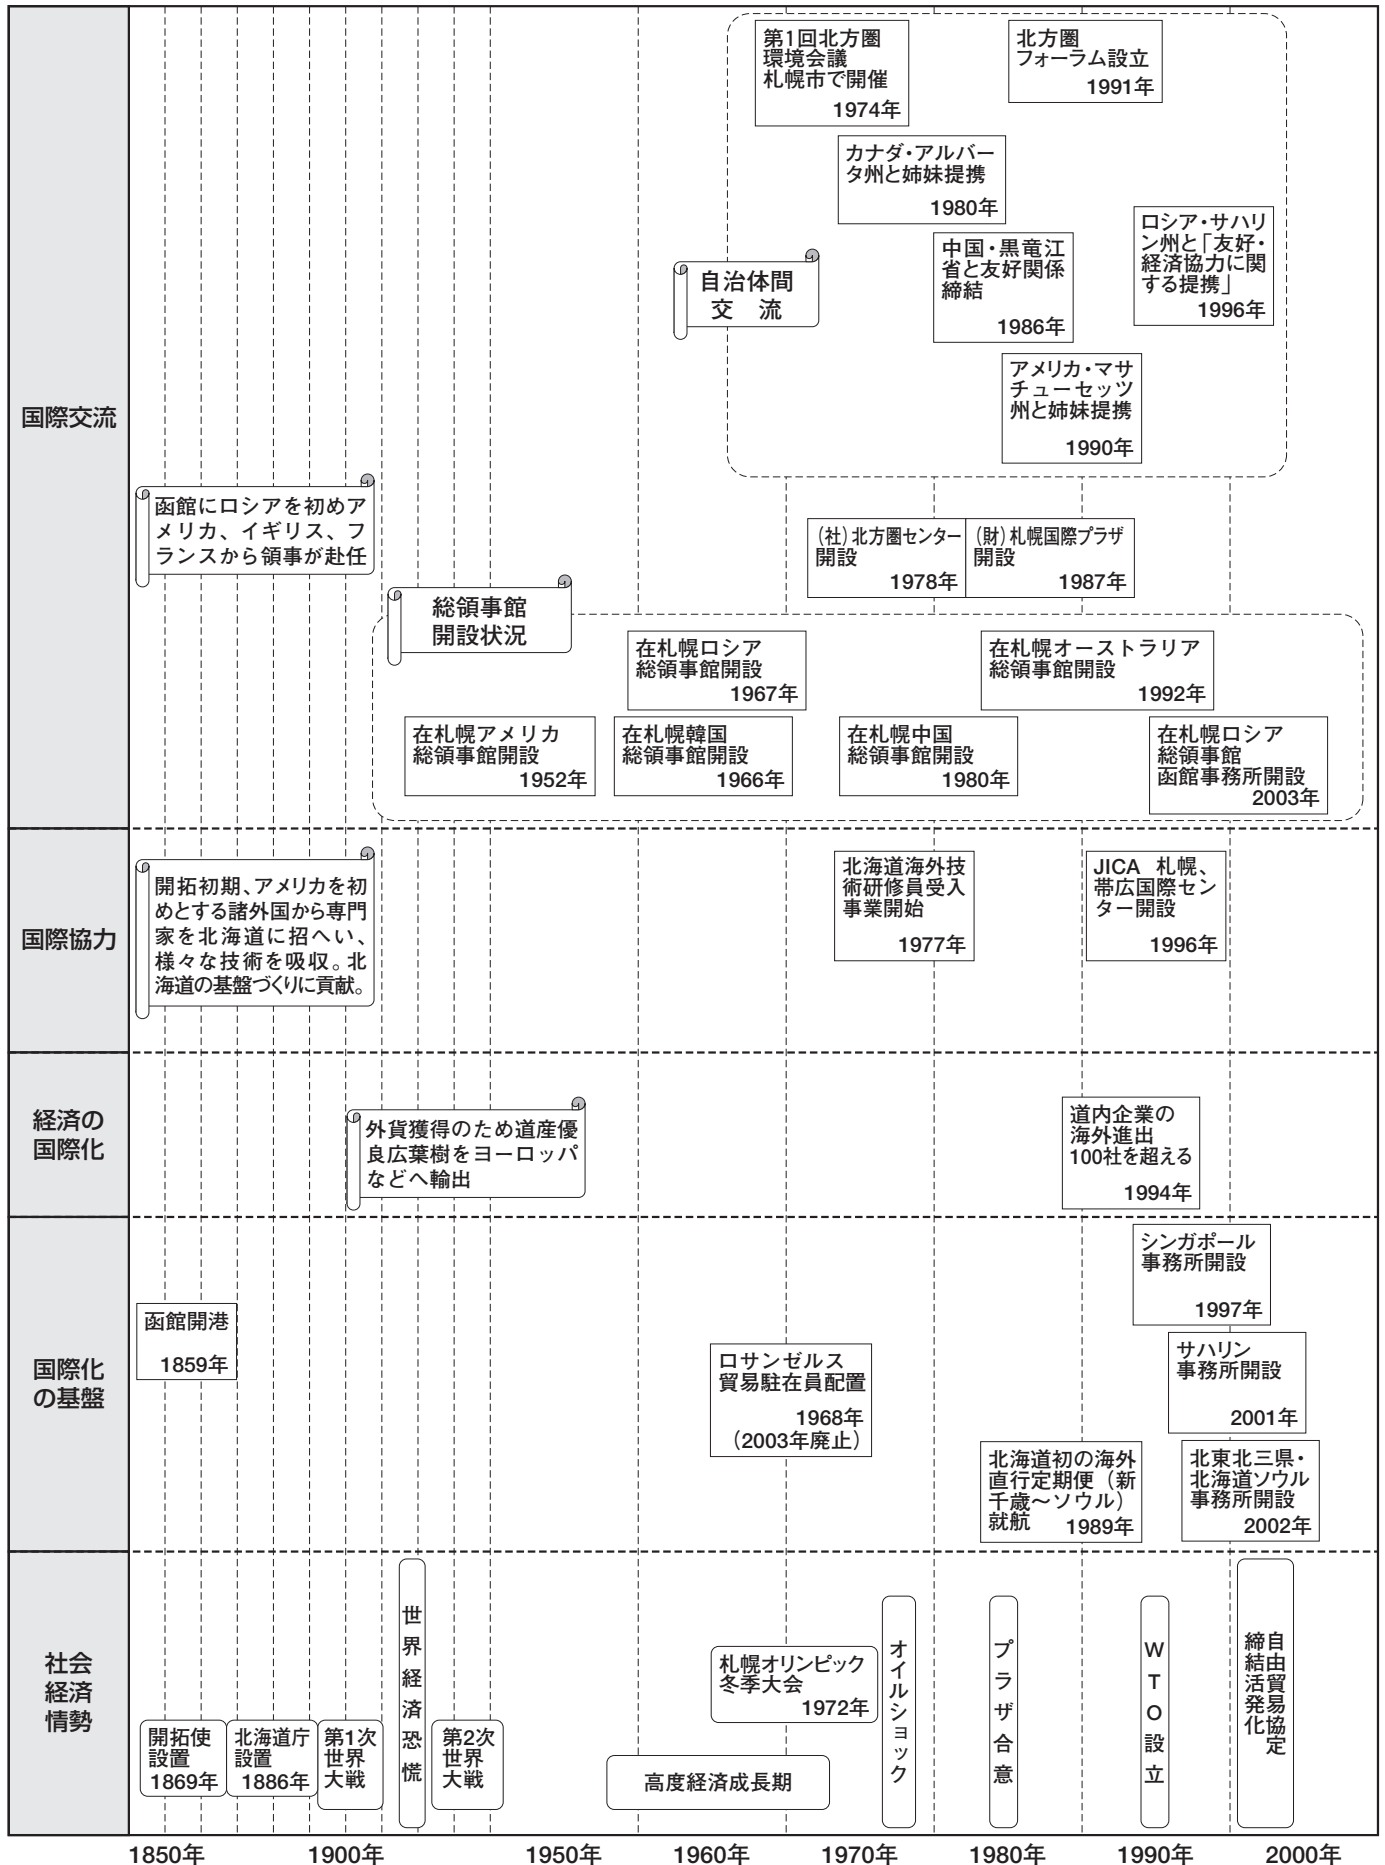 国際交流
第1回北方圏
環境会議
札幌市で開催
1974年
北方圏
フォーラム設立
1991年
カナダ・アルバー
タ州と姉妹提携
1980年
ロシア・サハリ
ン州と「友好・
経済協力に関
する提携」
1996年
中国・黒竜江
省と友好関係
締結
1986年
自治体間
交　流
アメリカ・マサ
チューセッツ
州と姉妹提携
1990年
函館にロシアを初めア
メリカ、イギリス、フ
ランスから領事が赴任
（社）北方圏センター
開設
1978年
（財）札幌国際プラザ
開設
1987年
総領事館
開設状況
在札幌ロシア
総領事館開設
1967年
在札幌オーストラリア
総領事館開設
1992年
在札幌アメリカ
総領事館開設
1952年
在札幌韓国
総領事館開設
1966年
在札幌中国
総領事館開設
1980年
在札幌ロシア
総領事館
函館事務所開設
2003年
国際協力
開拓初期、アメリカを初
めとする諸外国から専門
家を北海道に招へい、
様々な技術を吸収。北
海道の基盤づくりに貢献。
北海道海外技
術研修員受入
事業開始
1977年
JICA　札幌、
帯広国際セン
ター開設
1996年
経済の
国際化
外貨獲得のため道産優
良広葉樹をヨーロッパ
などへ輸出
道内企業の
海外進出
100社を超える
1994年
国際化
の基盤
函館開港
1859年
ロサンゼルス
貿易駐在員配置
1968年
（2003年廃止）
シンガポール
事務所開設
1997年
サハリン
事務所開設
2001年
北海道初の海外
直行定期便（新
千歳～ソウル）
就航　1989年
北東北三県・
北海道ソウル
事務所開設
2002年
社会
経済
情勢
開拓使
設置
1869年
北海道庁
設置
1886年
第1次
世界
大戦
世界経済恐慌
第2次
世界
大戦
高度経済成長期
札幌オリンピック
冬季大会
1972年
オイルショック
プラザ合意
WTO設立
自由貿易協定
締結活発化
1850年
1900年
1950年
1960年
1970年
1980年
1990年
2000年